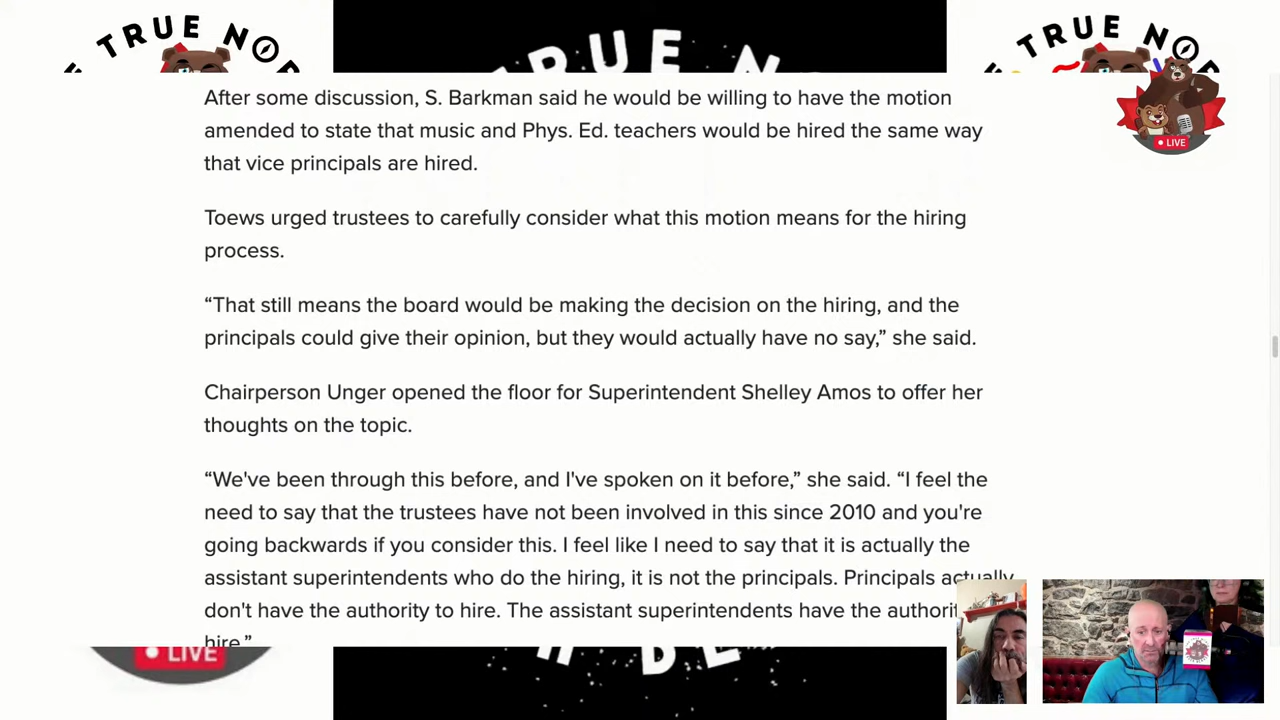 TRUE NO
TRUE N
TRUE NO
LIVE
After some discussion, S. Barkman said he would be willing to have the motion
amended to state that music and Phys. Ed. teachers would be hired the same way
that vice principals are hired.
Toews urged trustees to carefully consider what this motion means for the hiring
process.
“That still means the board would be making the decision on the hiring, and the
principals could give their opinion, but they would actually have no say,” she said.
Chairperson Unger opened the floor for Superintendent Shelley Amos to offer her
thoughts on the topic.
“We've been through this before, and I've spoken on it before,” she said. “I feel the
need to say that the trustees have not been involved in this since 2010 and you're
going backwards if you consider this. I feel like I need to say that it is actually the
assistant superintendents who do the hiring, it is not the principals. Principals actually
don't have the authority to hire. The assistant superintendents have the authorit
hire.”
LIVE